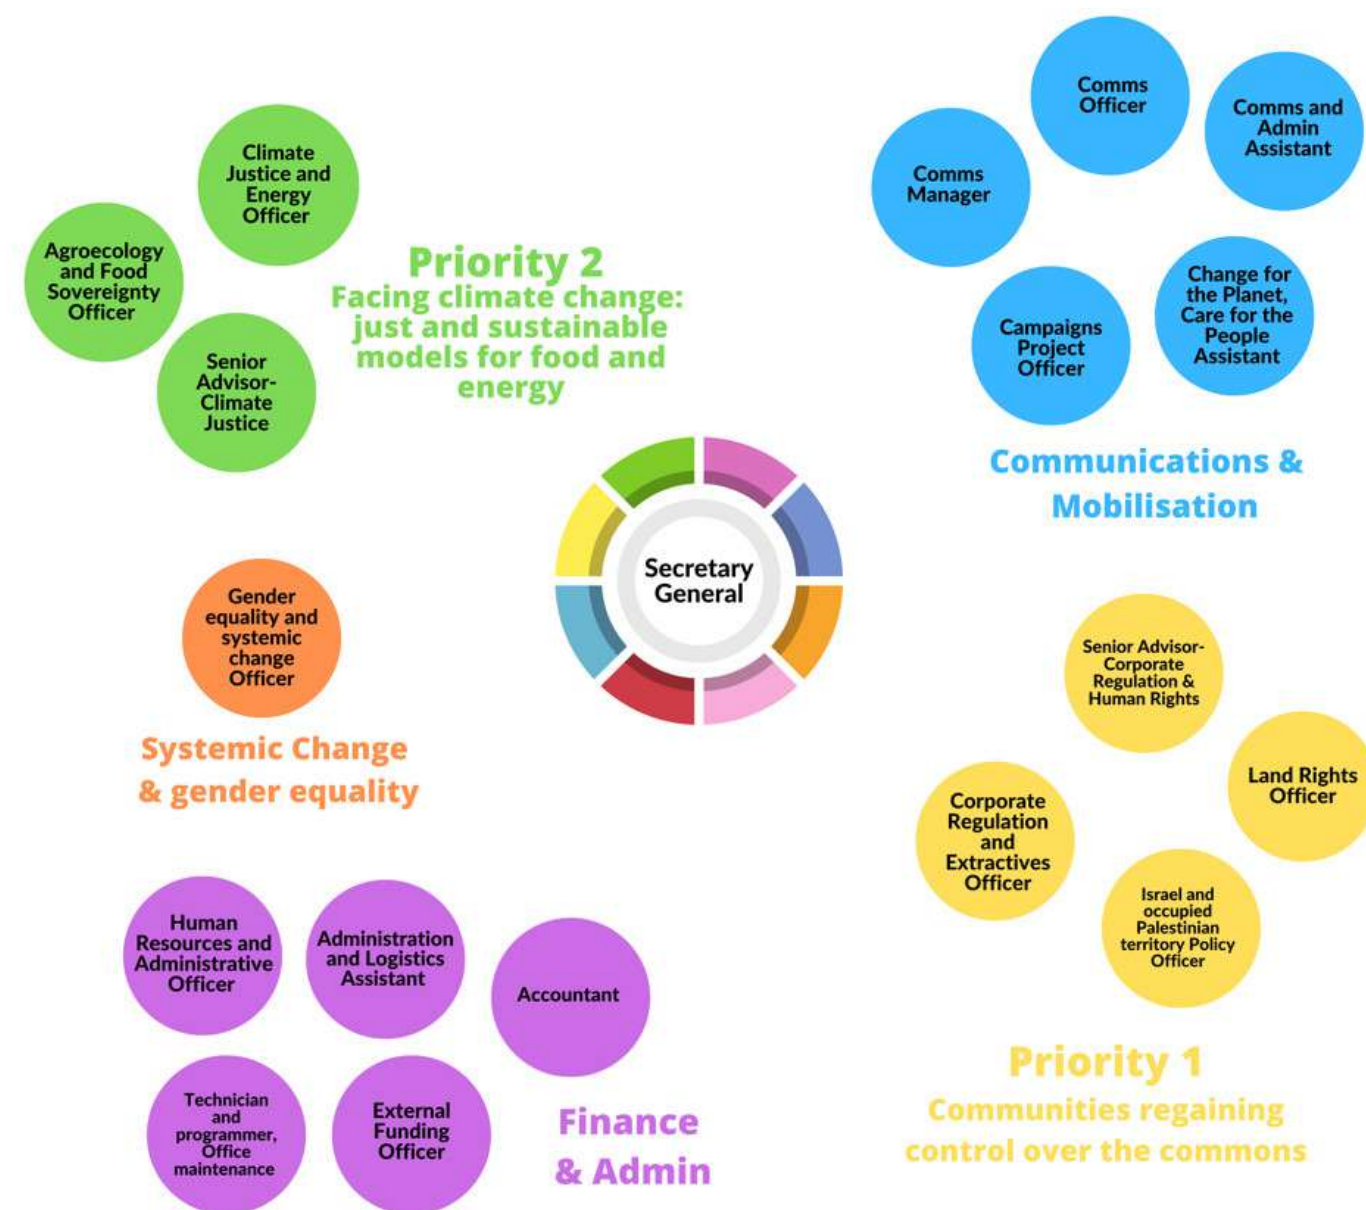 Climate
Justice and
Energy
Officer
Agroecology
and Food
Sovereignty
Officer
Senior
Advisor-
Climate
Justice
Priority 2
Facing climate change:
just and sustainable
models for food and
energy
Comms
Officer
Comms and
Admin
Assistant
Comms
Manager
Change for
the Planet,
Care for the
People
Assistant
Campaigns
Project
Officer
Communications &
Mobilisation
Secretary
General
Gender
equality and
systemic
change
Officer
Systemic Change
& gender equality
Senior Advisor-
Corporate
Regulation &
Human Rights
Land Rights
Officer
Corporate
Regulation
and
Extractives
Officer
Israel and
occupied
Palestinian
territory Policy
Officer
Priority 1
Communities regaining
control over the commons
Human
Resources and
Administrative
Officer
Administration
and Logistics
Assistant
Accountant
Technician
and
programmer,
Office
maintenance
External
Funding
Officer
Finance
& Admin